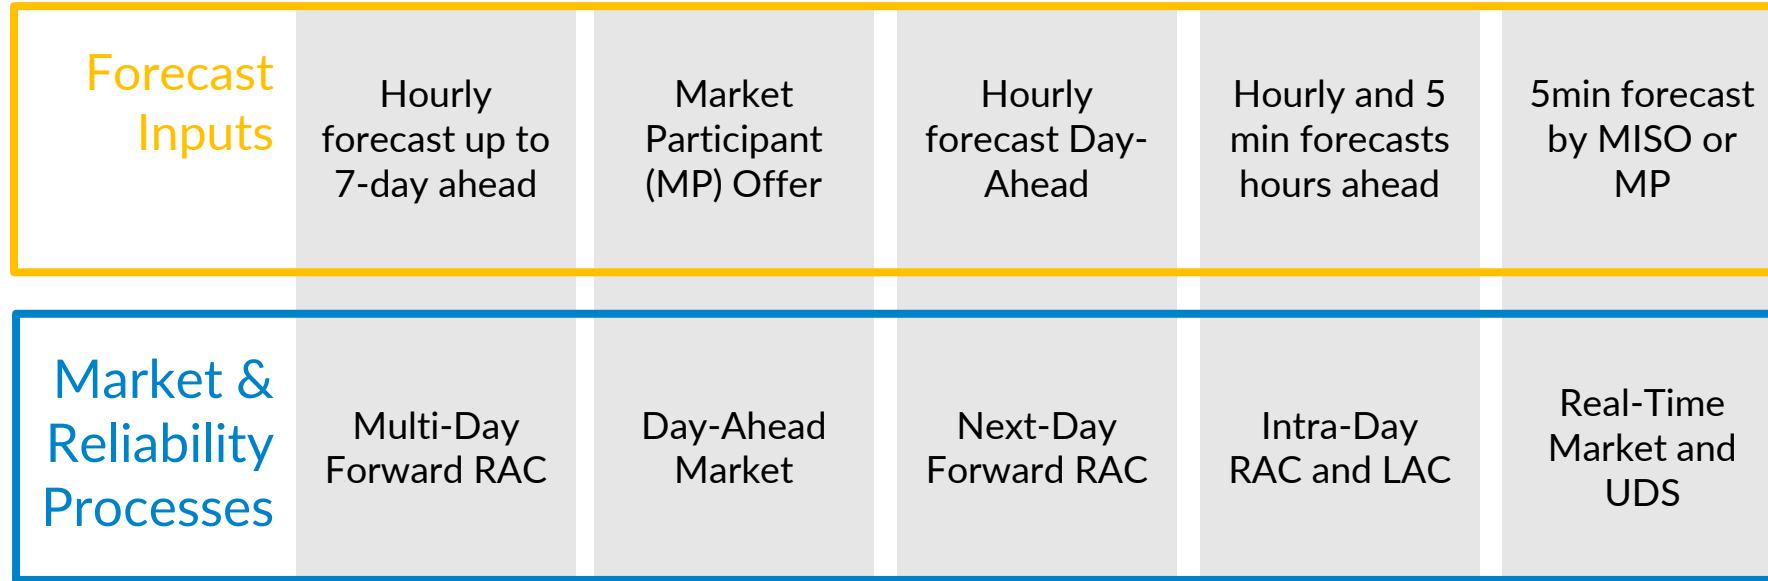 Forecast
Inputs
Hourly
forecast up to
7-day ahead
Market
Participant
(MP) Offer
Hourly
forecast Day-
Ahead
Hourly and 5
min forecasts
hours ahead
5min forecast
by MISO or
MP
Market &
Reliability
Processes
Multi-Day
Forward RAC
Day-Ahead
Market
Next-Day
Forward RAC
Intra-Day
RAC and LAC
Real-Time
Market and
UDS